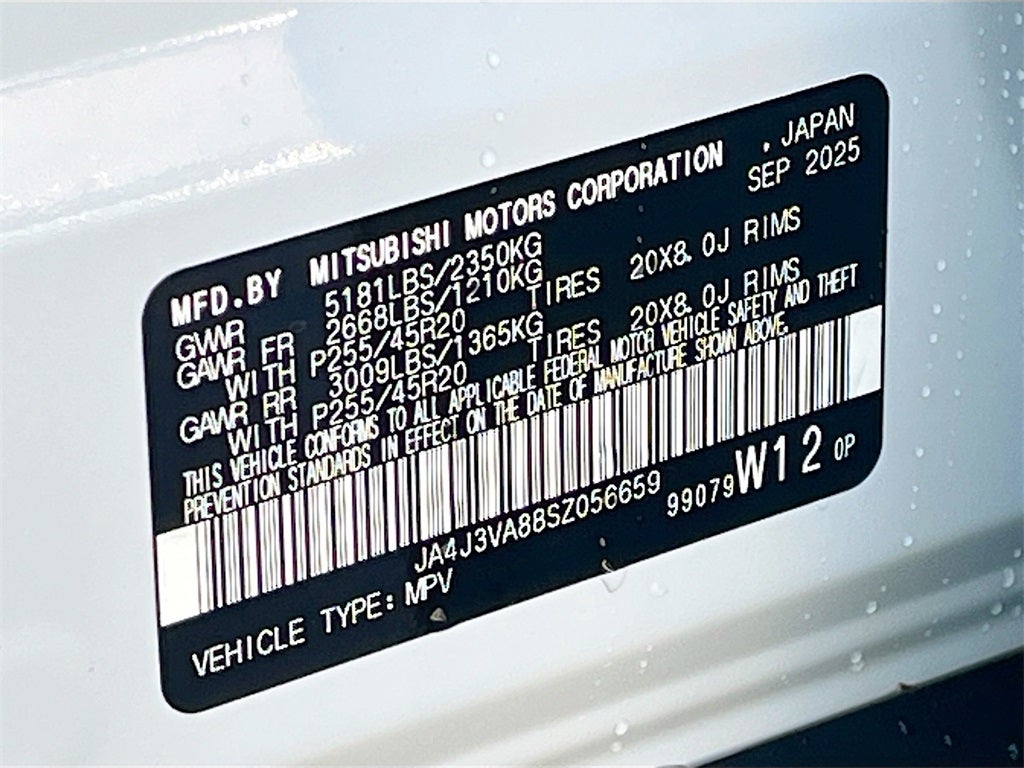 MFD.BY MITSUBISHI MOTORS CORPORATION . JAPAN
SEP 2025
GVWR 5181LBS/2350KG
GAWR FR 2668LBS/1210KG
WITH P255/45R20 TIRES 20X8.0J RIMS
GAWR RR 3009LBS/1365KG
WITH P255/45R20 TIRES 20X8.0J RIMS
THIS VEHICLE CONFORMS TO ALL APPLICABLE FEDERAL MOTOR VEHICLE SAFETY AND THEFT
PREVENTION STANDARDS IN EFFECT ON THE DATE OF MANUFACTURE SHOWN ABOVE.
JA4J3VA88SZ056659 99079 W12 0P
VEHICLE TYPE: MPV